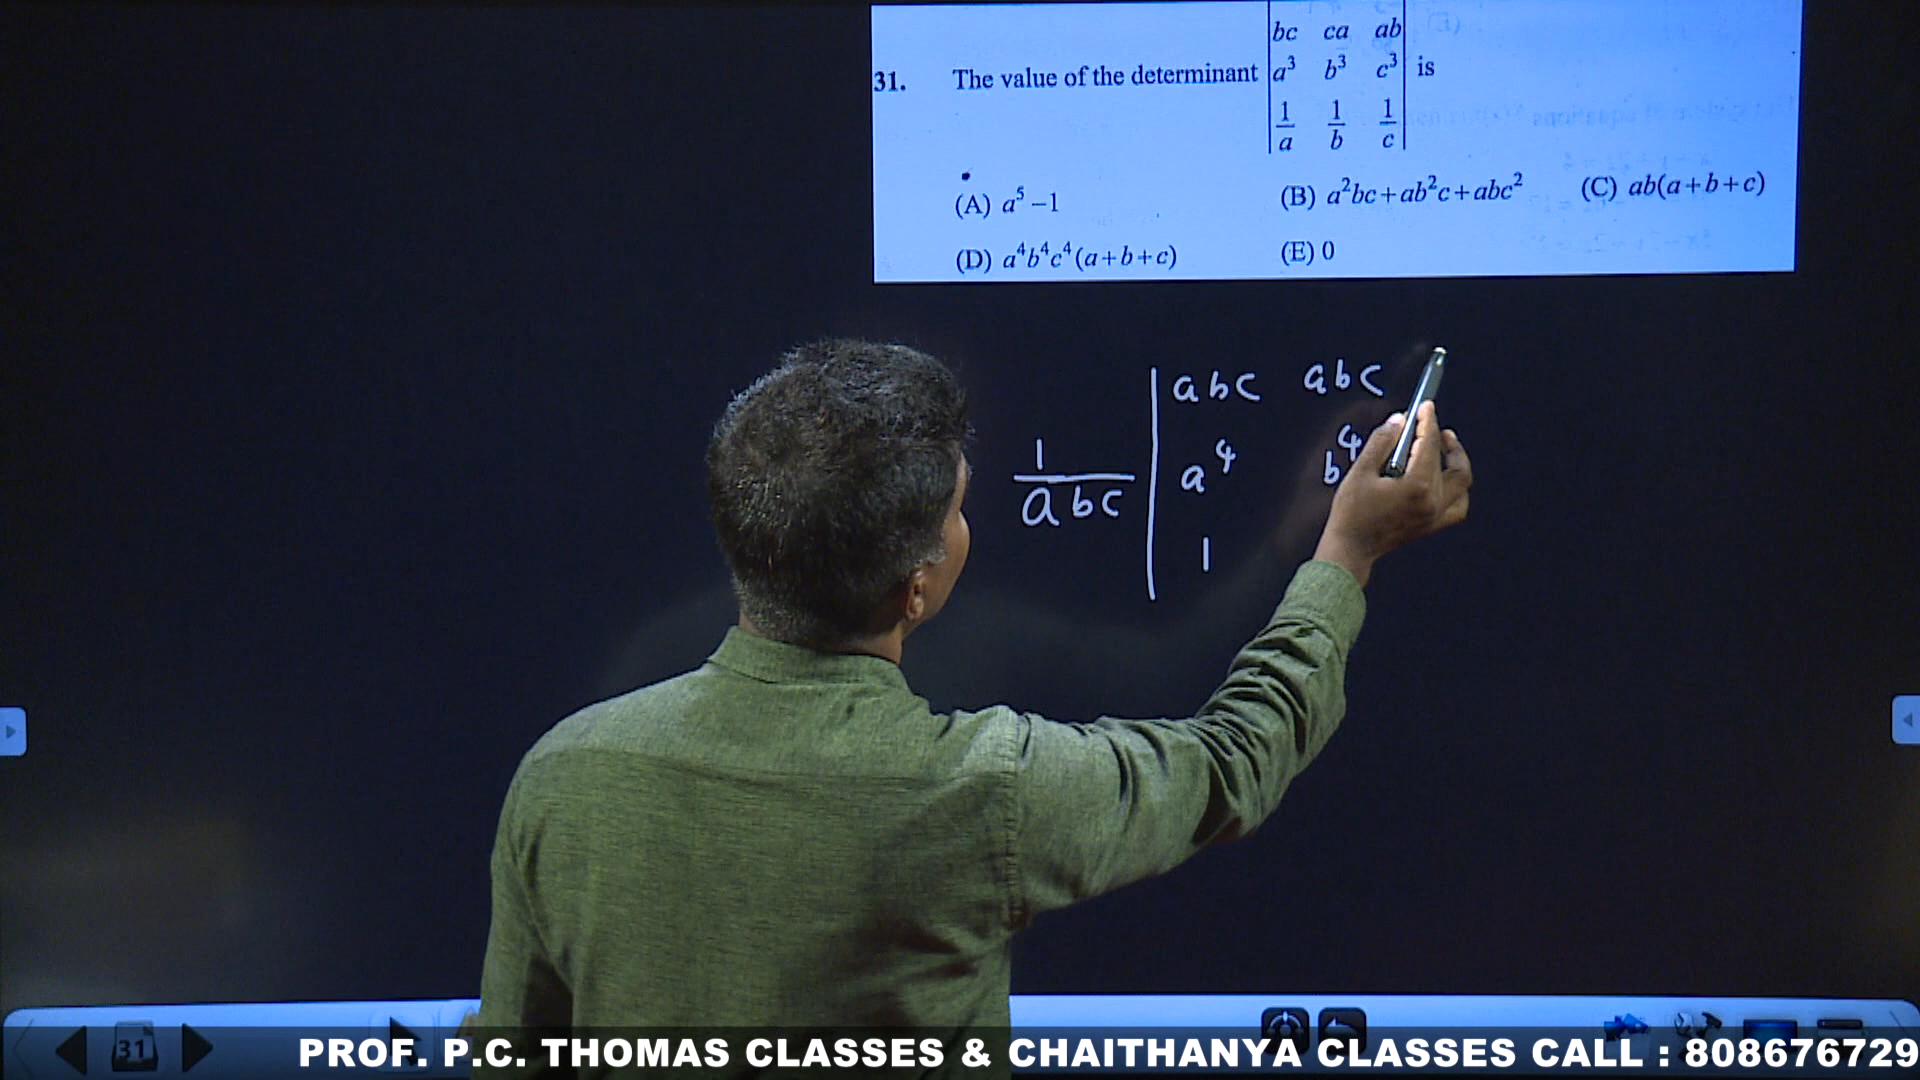 bc ca ab
31. The value of the determinant a³ b³ c³ is
1/a 1/b 1/c
(A) a⁵ – 1 (B) a²bc + ab²c + abc² (C) ab(a + b + c)
(D) a⁴b⁴c⁴(a + b + c) (E) 0
abc abc
1/abc a⁴ b⁴
1
31
PROF. P.C. THOMAS CLASSES & CHAITHANYA CLASSES CALL : 808676729